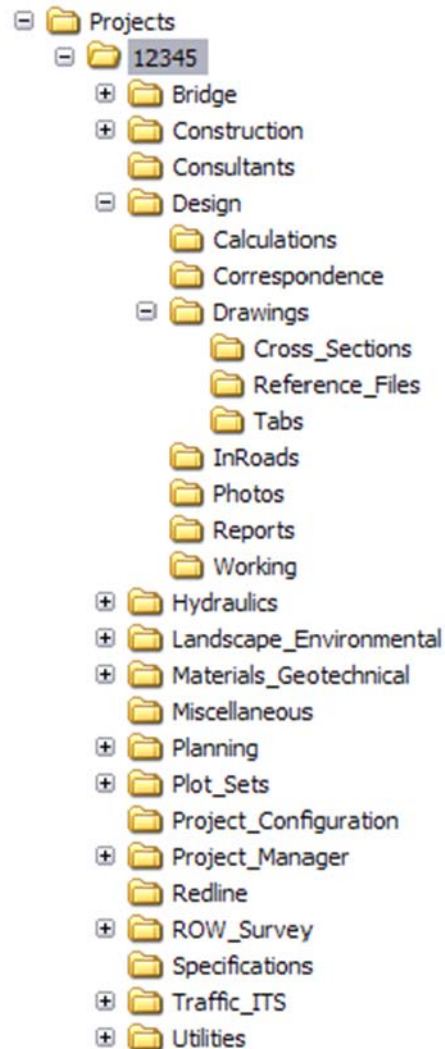 Projects
12345
Bridge
Construction
Consultants
Design
Calculations
Correspondence
Drawings
Cross_Sections
Reference_Files
Tabs
InRoads
Photos
Reports
Working
Hydraulics
Landscape_Environmental
Materials_Geotechnical
Miscellaneous
Planning
Plot_Sets
Project_Configuration
Project_Manager
Redline
ROW_Survey
Specifications
Traffic_ITS
Utilities